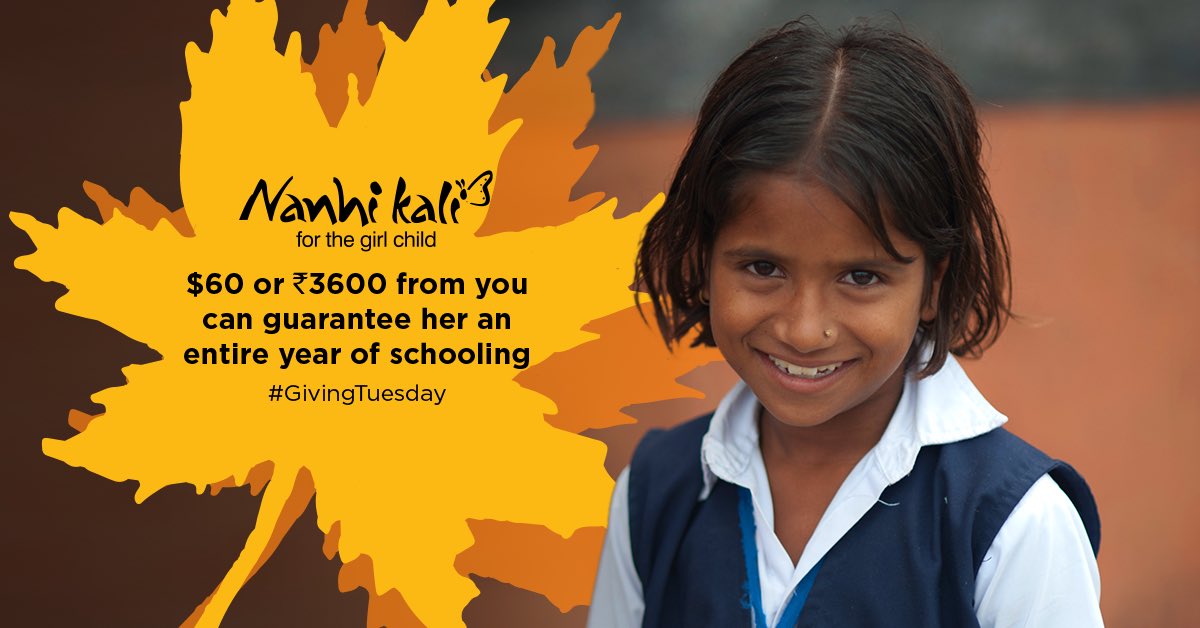 Nanhi kali
for the girl child
$60 or ₹3600 from you
can guarantee her an
entire year of schooling
#GivingTuesday